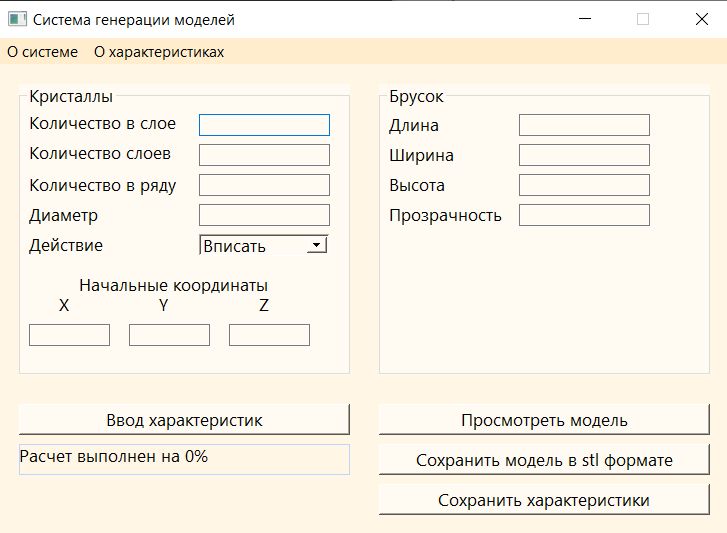 Система генерации моделей
О системе О характеристиках
Кристаллы
Количество в слое
Количество слоев
Количество в ряду
Диаметр
Действие Вписать
Начальные координаты
X Y Z
Брусок
Длина
Ширина
Высота
Прозрачность
Ввод характеристик
Расчет выполнен на 0%
Просмотреть модель
Сохранить модель в stl формате
Сохранить характеристики